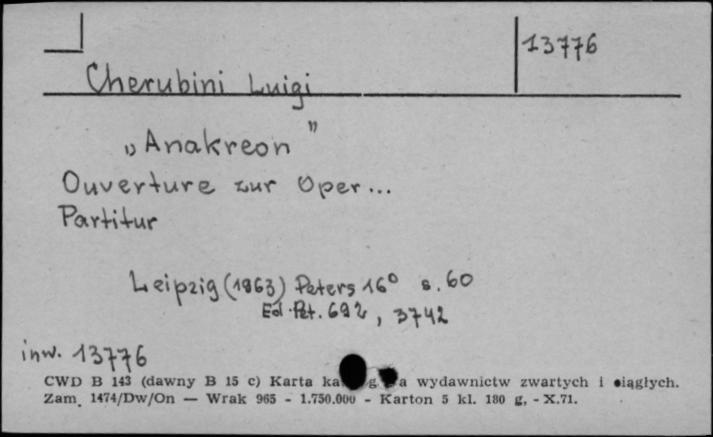 13776
Cherubini Luigi
„Anakreon”
Ouverture zur Oper...
Partitur
Leipzig (1963) Peters 16° s. 60
Ed. Pet. 692, 3742
inw. 13776
CWD B 143 (dawny B 15 c) Karta wydawnictw zwartych i ciągłych.
Zam. 1474/Dw/On — Wrak 965 - 1.750.000 - Karton 5 kl. 180 g, - X.71.